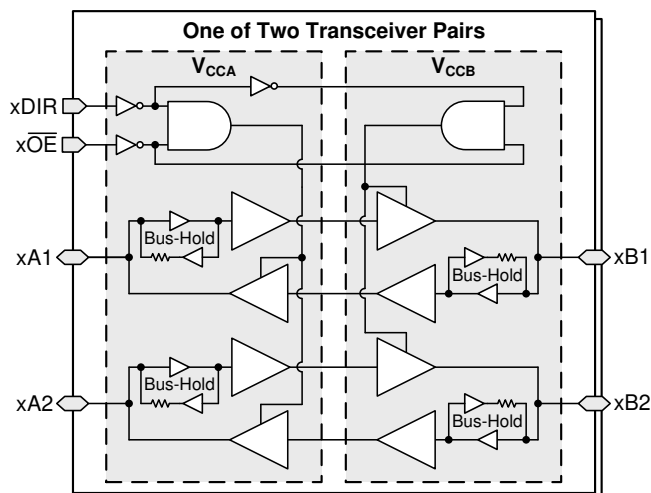 One of Two Transceiver Pairs
VCCA
VCCB
xDIR
xOE
Bus-Hold
xA1
Bus-Hold
xB1
Bus-Hold
xA2
Bus-Hold
xB2